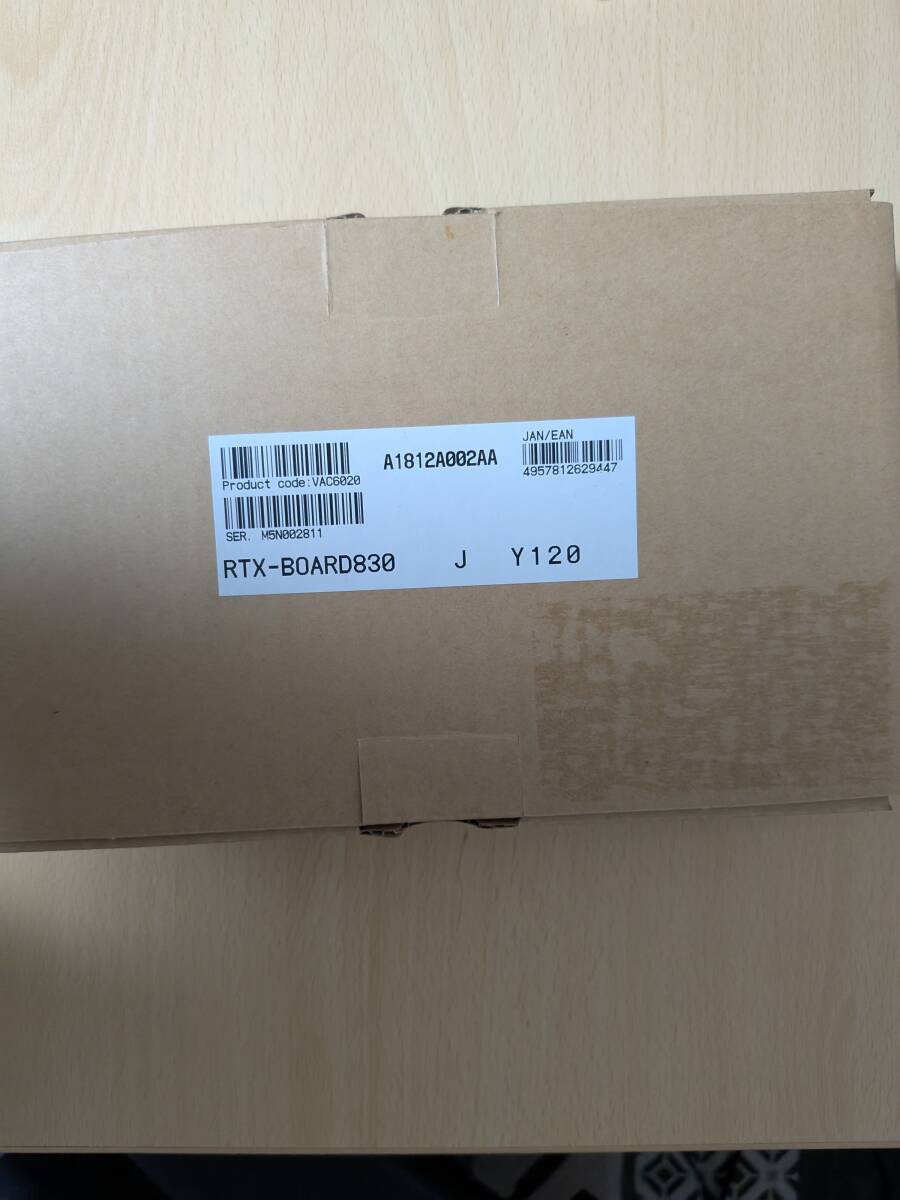 A1812A002AA
JAN/EAN
4957812629447
Product code:VAC6020
SER. M5N002811
RTX-BOARD830 J Y120